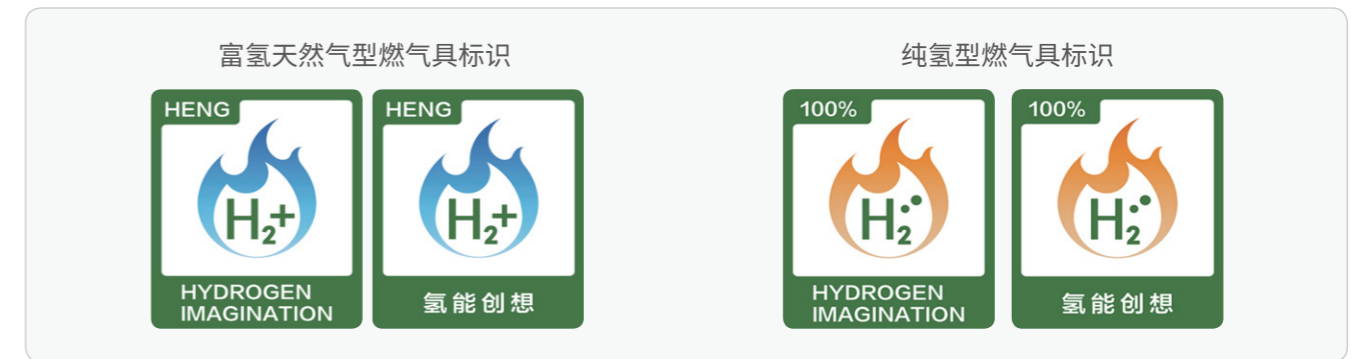 富氢天然气型燃气具标识
HENG
H₂+
HYDROGEN
IMAGINATION
HENG
H₂+
氢能创想
纯氢型燃气具标识
100%
H₂
HYDROGEN
IMAGINATION
100%
H₂
氢能创想